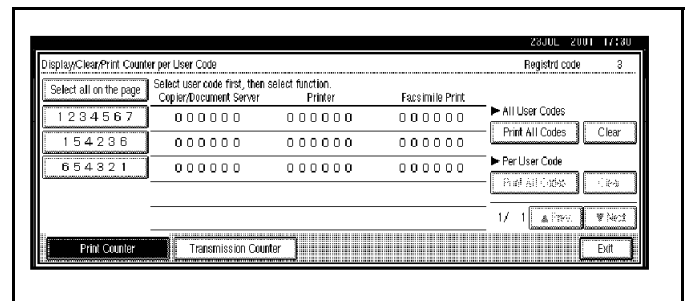 23JUL 2001 17:30
Display/Clear/Print Counter per User Code Registrd code 3
Select all on the page Select user code first, then select function.
Copier/Document Server Printer Facsimile Print
1234567 000000 000000 000000 ▶ All User Codes
Print All Codes Clear
154236 000000 000000 000000
654321 000000 000000 000000 ▶ Per User Code
Print All Codes Clear
1/ 1 ▲ Prev. ▼ Next
Print Counter Transmission Counter Exit